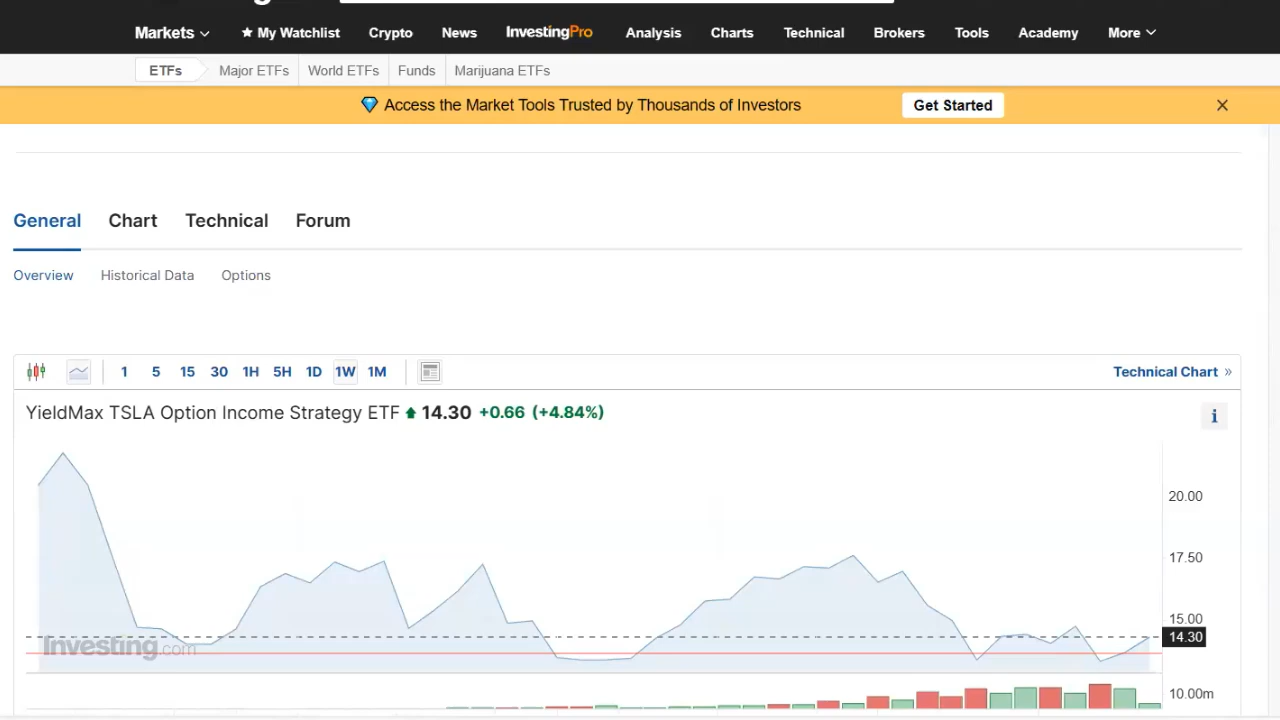 Markets
My Watchlist
Crypto
News
InvestingPro
Analysis
Charts
Technical
Brokers
Tools
Academy
More
ETFs
Major ETFs
World ETFs
Funds
Marijuana ETFs
Access the Market Tools Trusted by Thousands of Investors
Get Started
General
Chart
Technical
Forum
Overview
Historical Data
Options
1
5
15
30
1H
5H
1D
1W
1M
Technical Chart »
YieldMax TSLA Option Income Strategy ETF 14.30 +0.66 (+4.84%)
i
20.00
17.50
15.00
14.30
Investing.com
10.00m